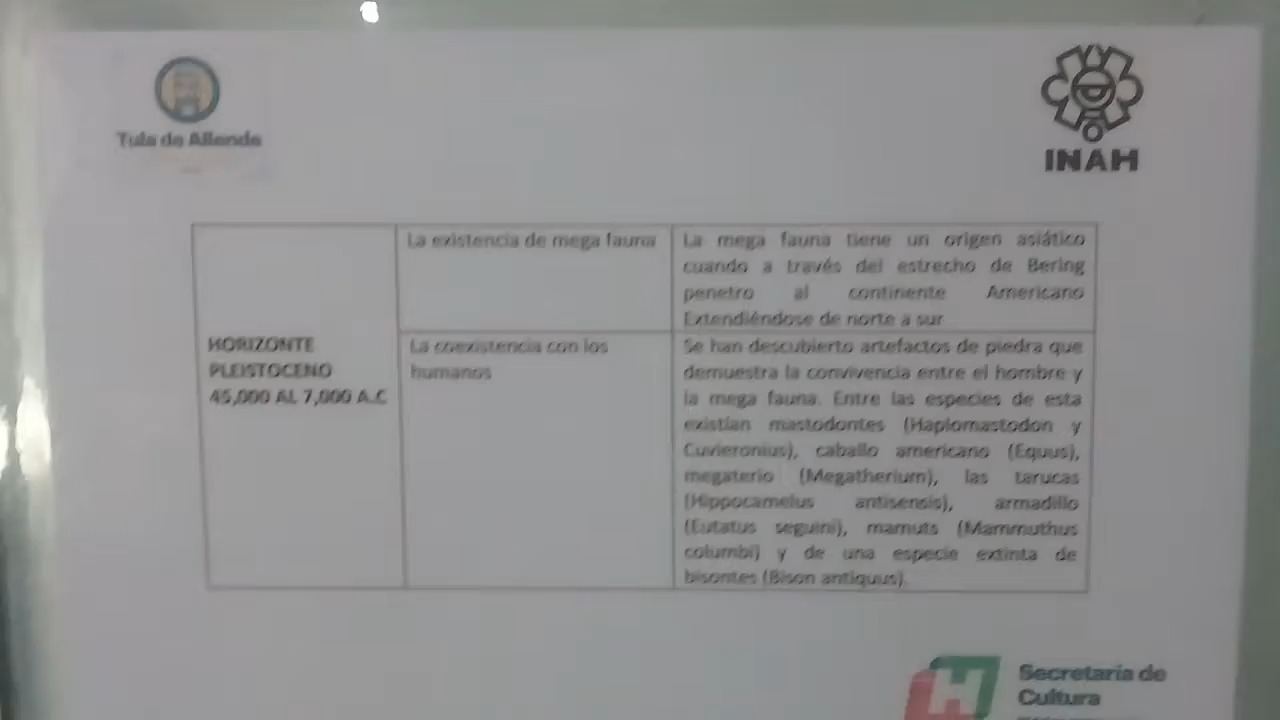 Tula de Allende
INAH
HORIZONTE
PLEISTOCENO
45,000 AL 7,000 A.C
La existencia de mega fauna
La mega fauna tiene un origen asiático
cuando a través del estrecho de Bering
penetro al continente Americano
Extendiéndose de norte a sur
La coexistencia con los
humanos
Se han descubierto artefactos de piedra que
demuestra la convivencia entre el hombre y
la mega fauna. Entre las especies de esta
existían mastodontes (Haplomastodon y
Cuvieronius), caballo americano (Equus),
megaterio (Megatherium), las tarucas
(Hippocamelus antisensis), armadillo
(Eutatus seguini), mamuts (Mammuthus
columbi) y de una especie extinta de
bisontes (Bison antiquus).
Secretaría de
Cultura